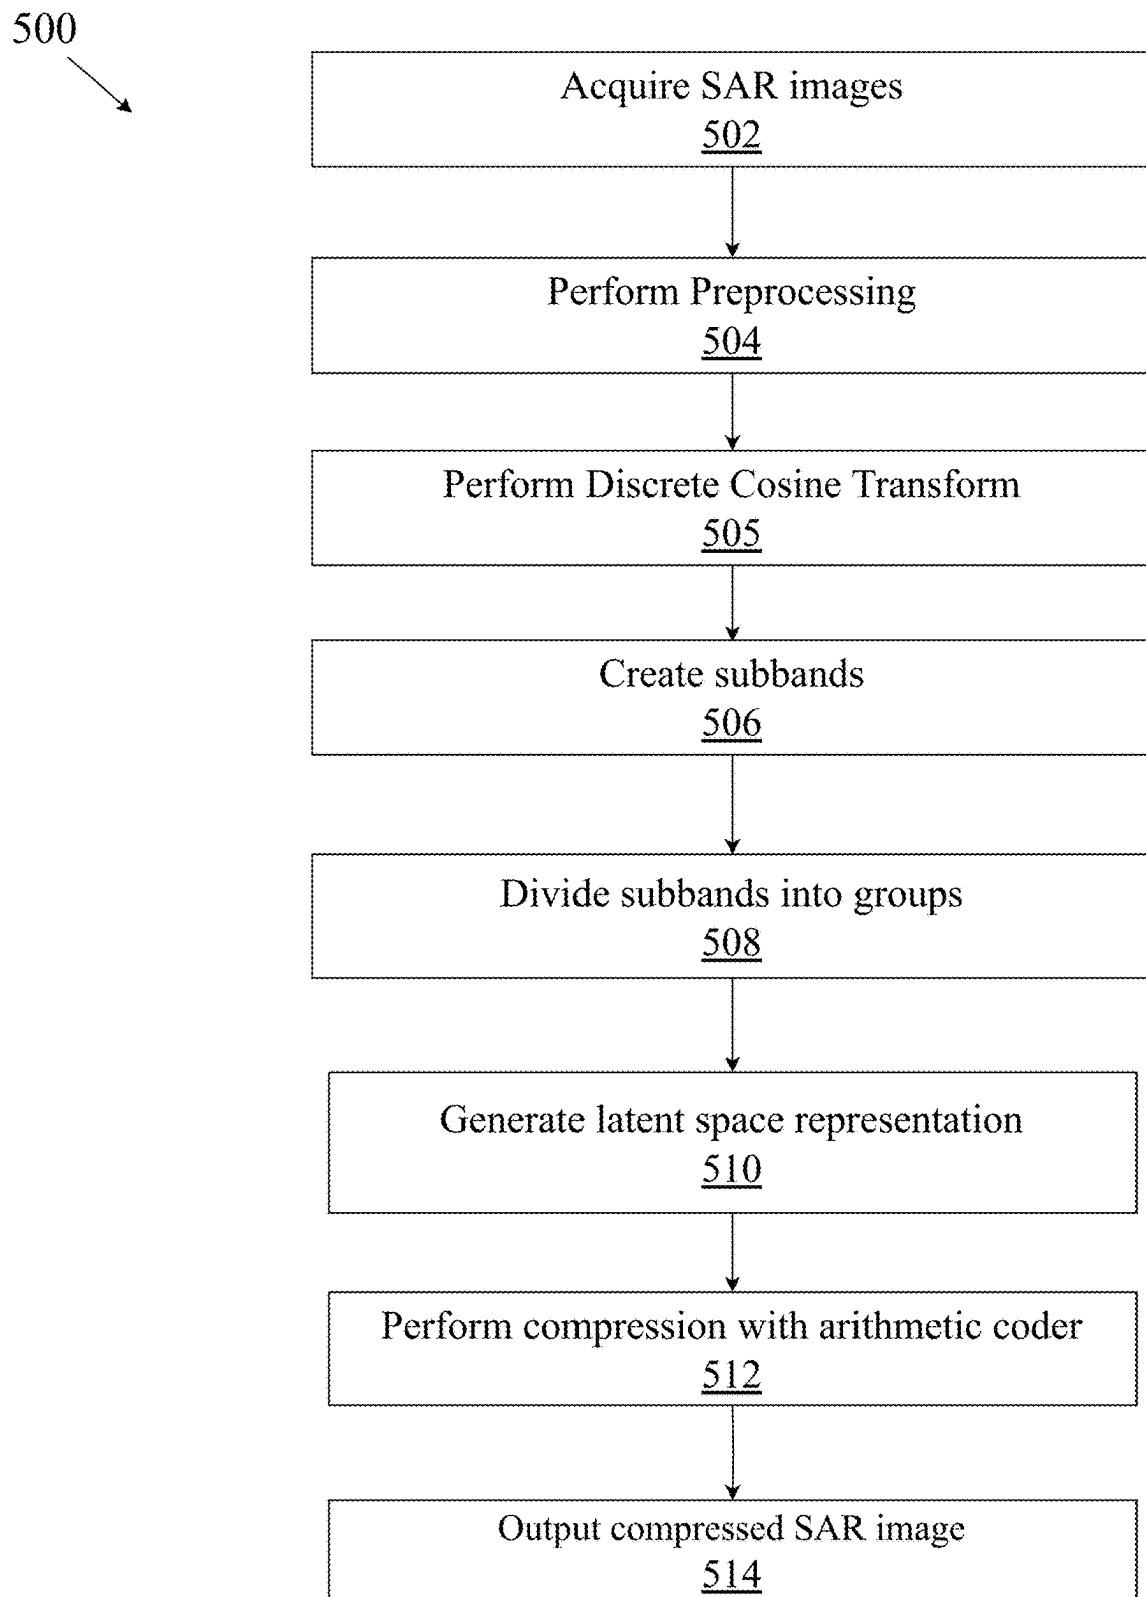 500
Acquire SAR images
502
Perform Preprocessing
504
Perform Discrete Cosine Transform
505
Create subbands
506
Divide subbands into groups
508
Generate latent space representation
510
Perform compression with arithmetic coder
512
Output compressed SAR image
514